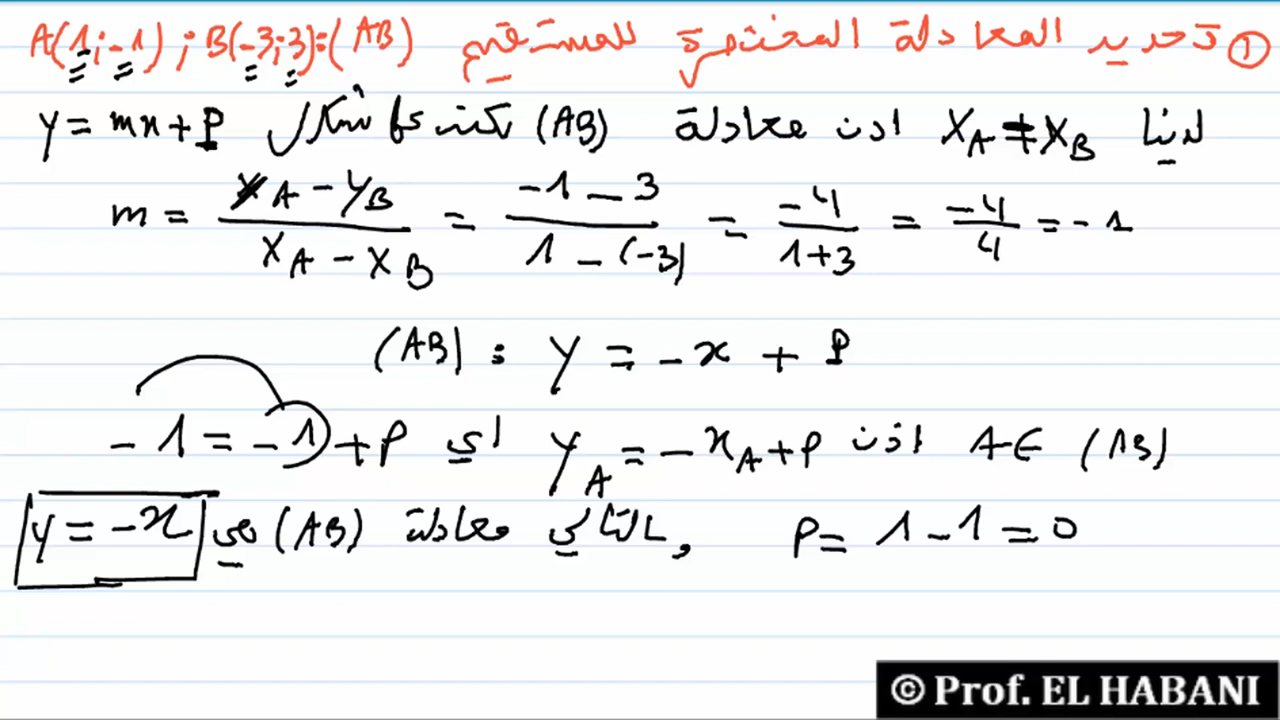 ① تحديد المعادلة المختصرة للمستقيم (AB): A(1;-1) ; B(-3;3)
لدينا X_A ≠ X_B اذن معادلة (AB) تكتب على شكل y = mx + P
m = (y_A - y_B)/(X_A - X_B) = (-1 - 3)/(1 - (-3)) = -4/(1+3) = -4/4 = -1
(AB): y = -x + P
A ∈ (AB) اذن y_A = -x_A + P اي -1 = -1 + P
P = 1 - 1 = 0 و بالتالي معادلة (AB) هي y = -x
© Prof. EL HABANI